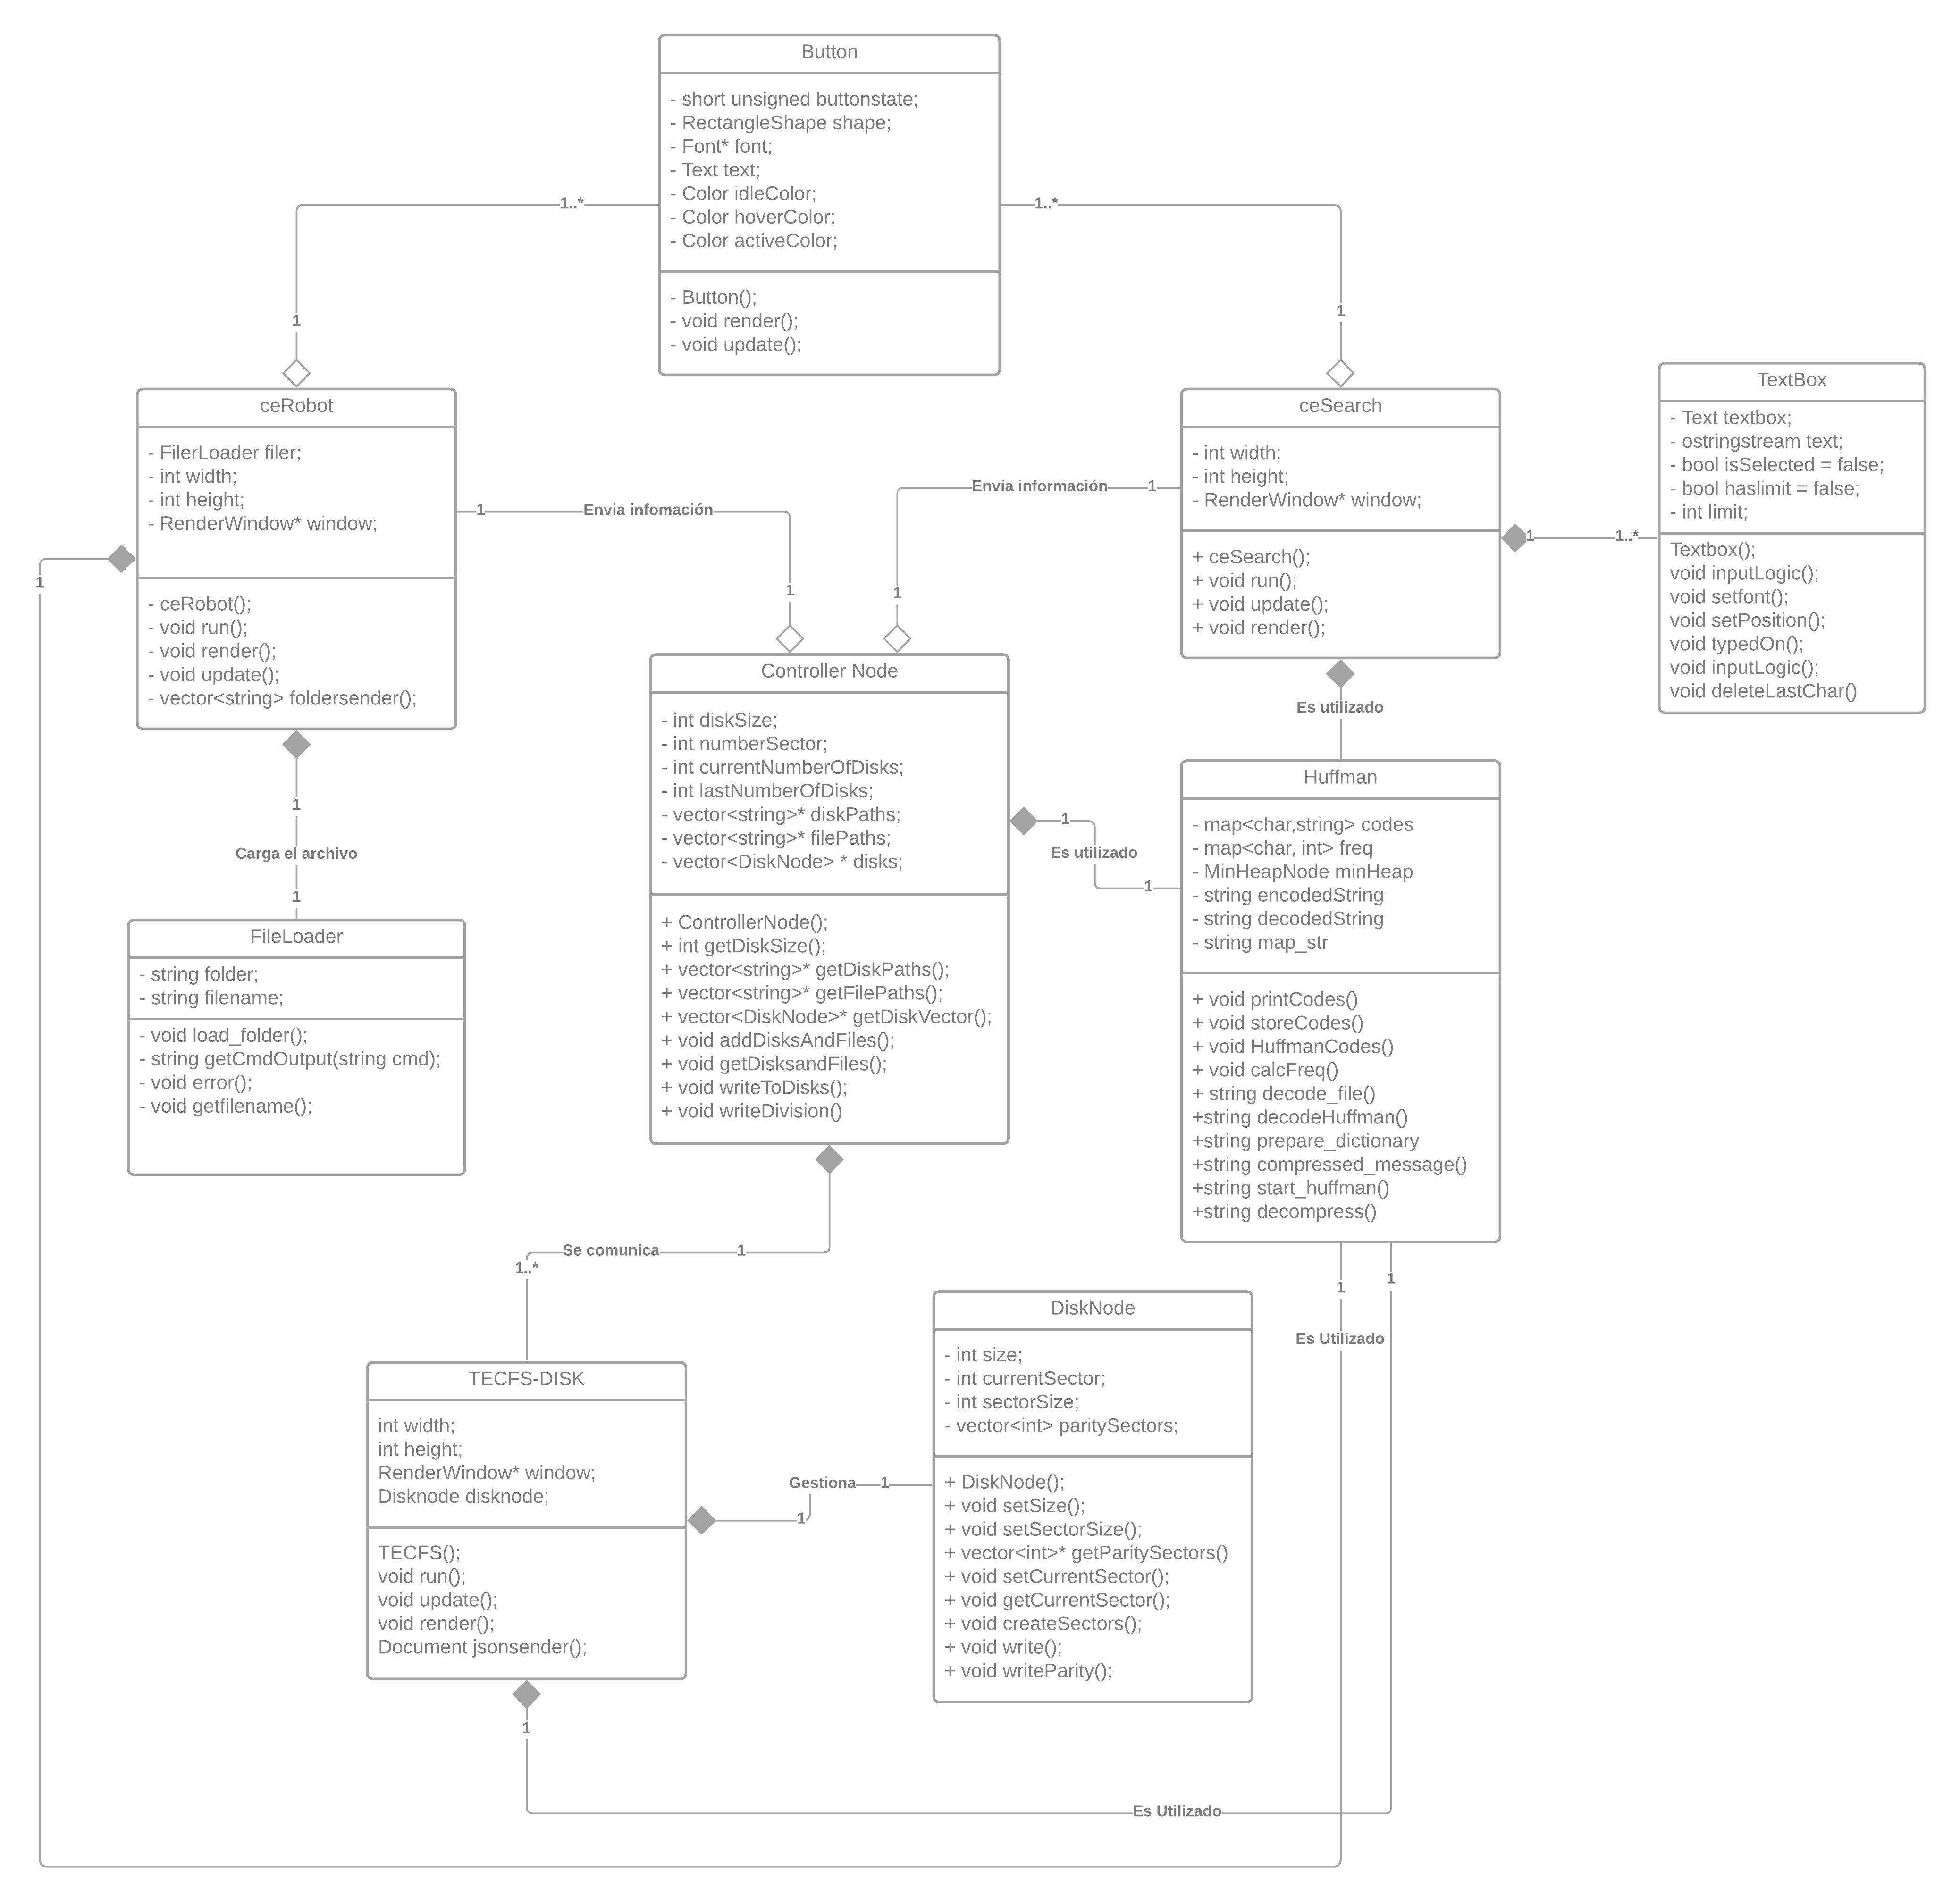 Button
- short unsigned buttonstate;
- RectangleShape shape;
- Font* font;
- Text text;
- Color idleColor;
- Color hoverColor;
- Color activeColor;
- Button();
- void render();
- void update();
1..*
1..*
1
1
ceRobot
- FilerLoader filer;
- int width;
- int height;
- RenderWindow* window;
- ceRobot();
- void run();
- void render();
- void update();
- vector<string> foldersender();
1
Envia infomación
1
1
ceSearch
- int width;
- int height;
- RenderWindow* window;
+ ceSearch();
+ void run();
+ void update();
+ void render();
Envia información
1
1
1
1..*
TextBox
- Text textbox;
- ostringstream text;
- bool isSelected = false;
- bool haslimit = false;
- int limit;
Textbox();
void inputLogic();
void setfont();
void setPosition();
void typedOn();
void inputLogic();
void deleteLastChar()
Es utilizado
Controller Node
- int diskSize;
- int numberSector;
- int currentNumberOfDisks;
- int lastNumberOfDisks;
- vector<string>* diskPaths;
- vector<string>* filePaths;
- vector<DiskNode> * disks;
+ ControllerNode();
+ int getDiskSize();
+ vector<string>* getDiskPaths();
+ vector<string>* getFilePaths();
+ vector<DiskNode>* getDiskVector();
+ void addDisksAndFiles();
+ void getDisksandFiles();
+ void writeToDisks();
+ void writeDivision()
1
Es utilizado
1
Huffman
- map<char,string> codes
- map<char, int> freq
- MinHeapNode minHeap
- string encodedString
- string decodedString
- string map_str
+ void printCodes()
+ void storeCodes()
+ void HuffmanCodes()
+ void calcFreq()
+ string decode_file()
+string decodeHuffman()
+string prepare_dictionary
+string compressed_message()
+string start_huffman()
+string decompress()
1
Carga el archivo
1
FileLoader
- string folder;
- string filename;
- void load_folder();
- string getCmdOutput(string cmd);
- void error();
- void getfilename();
Se comunica
1
1..*
1
1
Es Utilizado
TECFS-DISK
int width;
int height;
RenderWindow* window;
Disknode disknode;
TECFS();
void run();
void update();
void render();
Document jsonsender();
Gestiona
1
1
DiskNode
- int size;
- int currentSector;
- int sectorSize;
- vector<int> paritySectors;
+ DiskNode();
+ void setSize();
+ void setSectorSize();
+ vector<int>* getParitySectors()
+ void setCurrentSector();
+ void getCurrentSector();
+ void createSectors();
+ void write();
+ void writeParity();
1
Es Utilizado